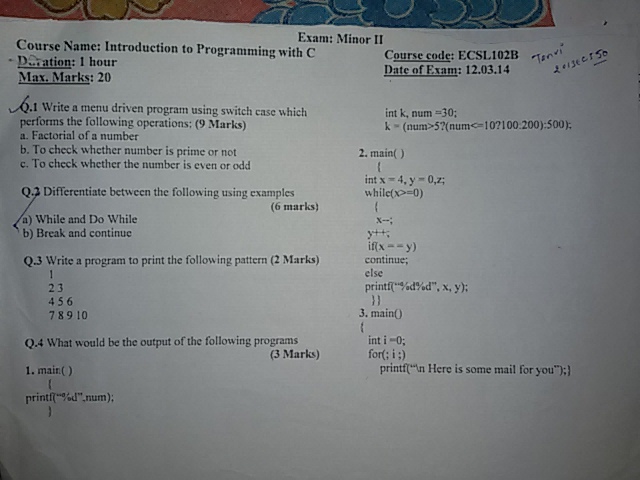 Exam: Minor II
Course Name: Introduction to Programming with C
Course code: ECSL102B
Duration: 1 hour
Date of Exam: 12.03.14
Max. Marks: 20
Tanvi
Q.1 Write a menu driven program using switch case which
performs the following operations: (9 Marks)
a. Factorial of a number
b. To check whether number is prime or not
c. To check whether the number is even or odd
Q.2 Differentiate between the following using examples
(6 marks)
a) While and Do While
b) Break and continue
Q.3 Write a program to print the following pattern (2 Marks)
1
2 3
4 5 6
7 8 9 10
Q.4 What would be the output of the following programs
(3 Marks)
1. main( )
{
printf("%d",num);
}
int k, num =30;
k = (num>5?(num<=10?100:200):500);
2. main( )
{
int x = 4, y = 0,z;
while(x>=0)
{
x--;
y++;
if(x = = y)
continue;
else
printf("%d%d", x, y);
}}
3. main()
{
int i =0;
for(; i ;)
printf("\n Here is some mail for you");}